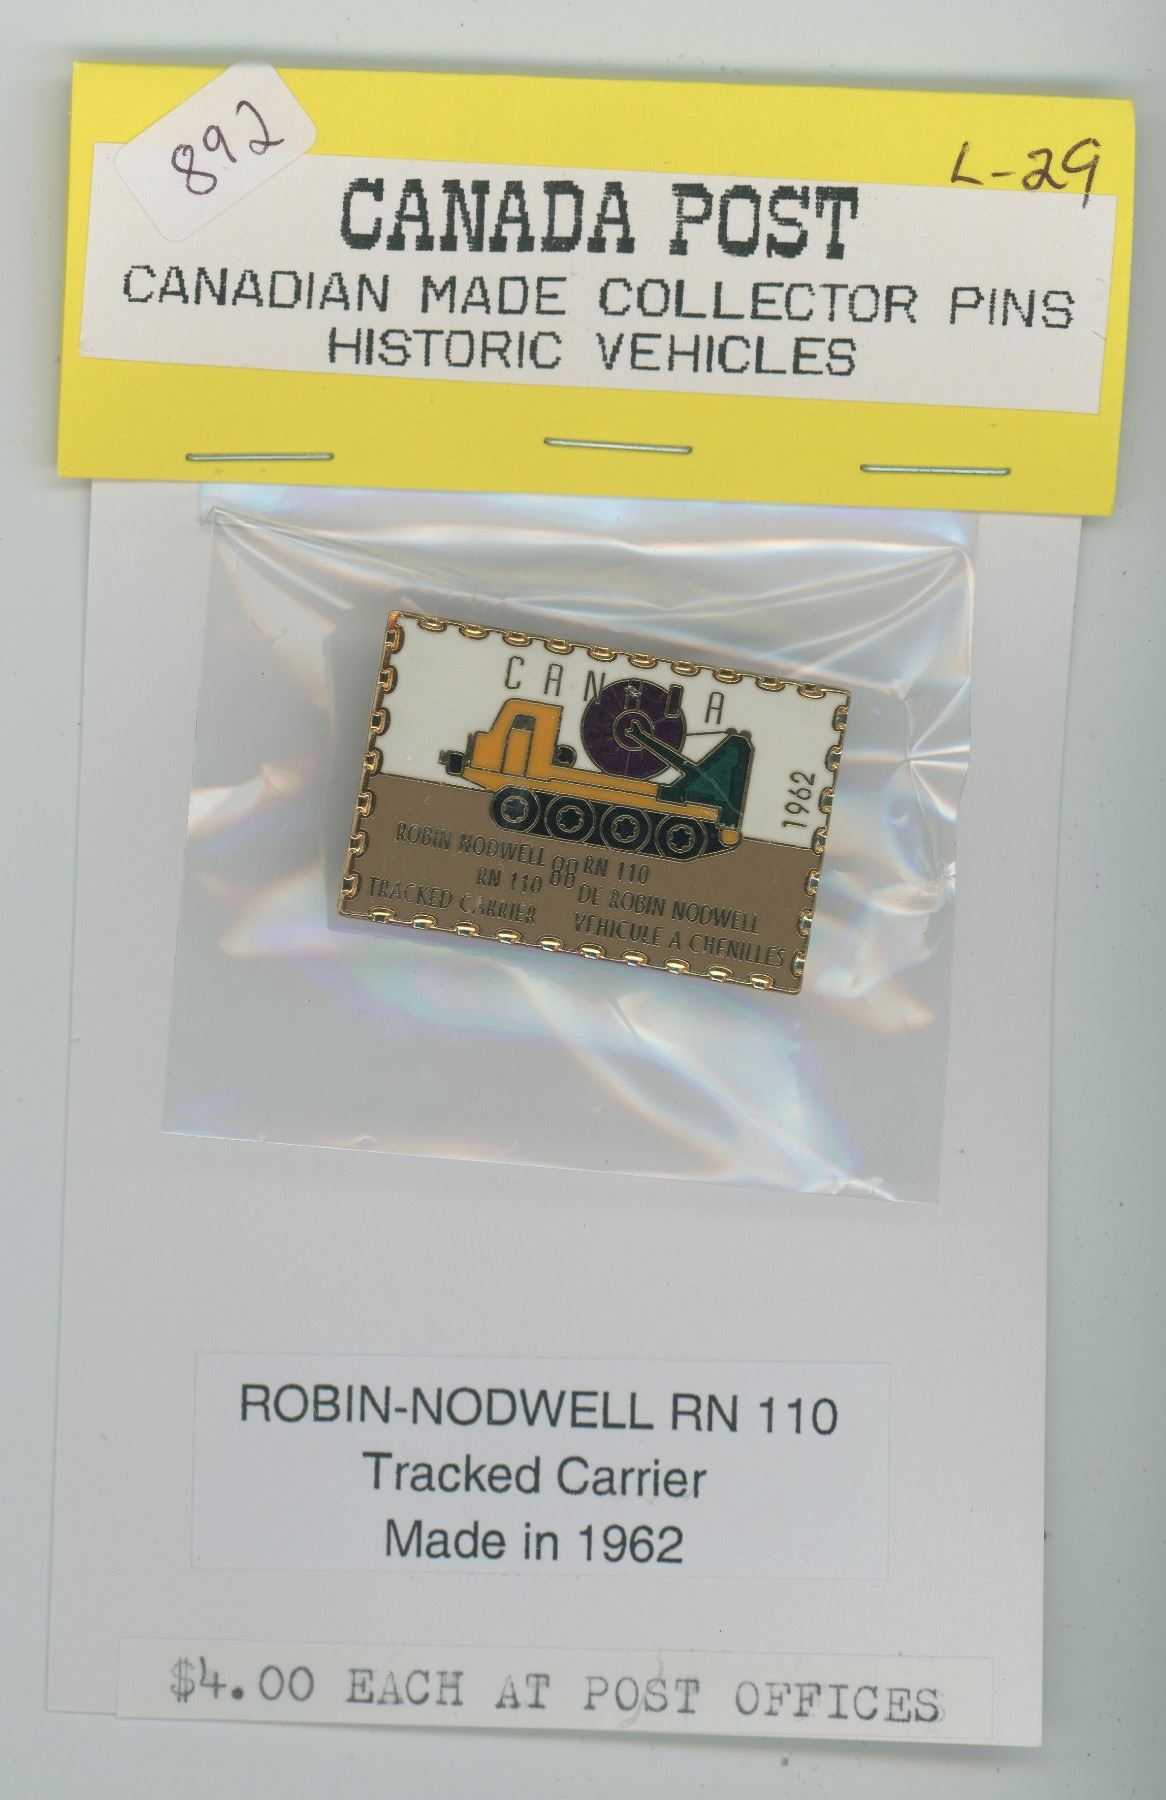 892
L-29
CANADA POST
CANADIAN MADE COLLECTOR PINS
HISTORIC VEHICLES
CANADA
1962
ROBIN NODWELL
RN 110
TRACKED CARRIER
88
RN 110
DE ROBIN NODWELL
VEHICULE A CHENILLES
ROBIN-NODWELL RN 110
Tracked Carrier
Made in 1962
$4.00 EACH AT POST OFFICES